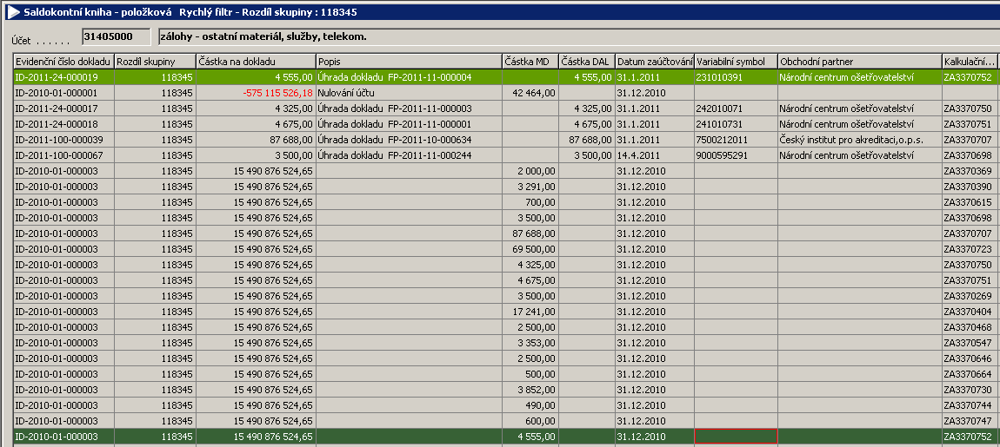 Saldokontní kniha - položková Rychlý filtr - Rozdíl skupiny : 118345
Účet . . . . . . 31405000 zálohy - ostatní materiál, služby, telekom.
Evidenční číslo dokladu Rozdíl skupiny Částka na dokladu Popis Částka MD Částka DAL Datum zaúčtování Variabilní symbol Obchodní partner Kalkulační...
ID-2011-24-000019 118345 4 555,00 Úhrada dokladu FP-2011-11-000004 4 555,00 31.1.2011 231010391 Národní centrum ošetřovatelství ZA3370752
ID-2010-01-000001 118345 -575 115 526,18 Nulování účtu 42 464,00 31.12.2010
ID-2011-24-000017 118345 4 325,00 Úhrada dokladu FP-2011-11-000003 4 325,00 31.1.2011 242010071 Národní centrum ošetřovatelství ZA3370750
ID-2011-24-000018 118345 4 675,00 Úhrada dokladu FP-2011-11-000001 4 675,00 31.1.2011 241010731 Národní centrum ošetřovatelství ZA3370751
ID-2011-100-000039 118345 87 688,00 Úhrada dokladu FP-2011-10-000634 87 688,00 31.1.2011 7500212011 Český institut pro akreditaci,o.p.s. ZA3370707
ID-2011-100-000067 118345 3 500,00 Úhrada dokladu FP-2011-11-000244 3 500,00 14.4.2011 9000595291 Národní centrum ošetřovatelství ZA3370698
ID-2010-01-000003 118345 15 490 876 524,65 2 000,00 31.12.2010 ZA3370369
ID-2010-01-000003 118345 15 490 876 524,65 3 291,00 31.12.2010 ZA3370390
ID-2010-01-000003 118345 15 490 876 524,65 700,00 31.12.2010 ZA3370615
ID-2010-01-000003 118345 15 490 876 524,65 3 500,00 31.12.2010 ZA3370698
ID-2010-01-000003 118345 15 490 876 524,65 87 688,00 31.12.2010 ZA3370707
ID-2010-01-000003 118345 15 490 876 524,65 69 500,00 31.12.2010 ZA3370723
ID-2010-01-000003 118345 15 490 876 524,65 4 325,00 31.12.2010 ZA3370750
ID-2010-01-000003 118345 15 490 876 524,65 4 675,00 31.12.2010 ZA3370751
ID-2010-01-000003 118345 15 490 876 524,65 3 500,00 31.12.2010 ZA3370269
ID-2010-01-000003 118345 15 490 876 524,65 17 241,00 31.12.2010 ZA3370404
ID-2010-01-000003 118345 15 490 876 524,65 2 500,00 31.12.2010 ZA3370468
ID-2010-01-000003 118345 15 490 876 524,65 3 353,00 31.12.2010 ZA3370547
ID-2010-01-000003 118345 15 490 876 524,65 2 500,00 31.12.2010 ZA3370646
ID-2010-01-000003 118345 15 490 876 524,65 500,00 31.12.2010 ZA3370664
ID-2010-01-000003 118345 15 490 876 524,65 3 852,00 31.12.2010 ZA3370730
ID-2010-01-000003 118345 15 490 876 524,65 490,00 31.12.2010 ZA3370744
ID-2010-01-000003 118345 15 490 876 524,65 600,00 31.12.2010 ZA3370747
ID-2010-01-000003 118345 15 490 876 524,65 4 555,00 31.12.2010 ZA3370752